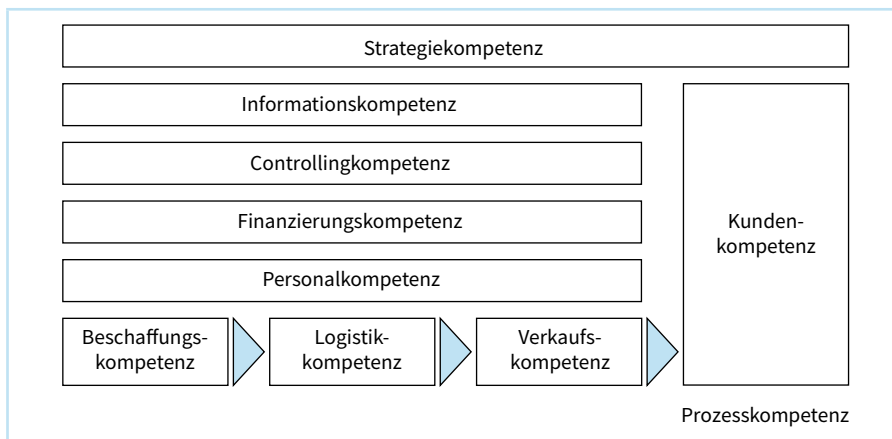 Strategiekompetenz
Informationskompetenz
Controllingkompetenz
Finanzierungskompetenz
Personalkompetenz
Beschaffungs-
kompetenz
Logistik-
kompetenz
Verkaufs-
kompetenz
Kunden-
kompetenz
Prozesskompetenz